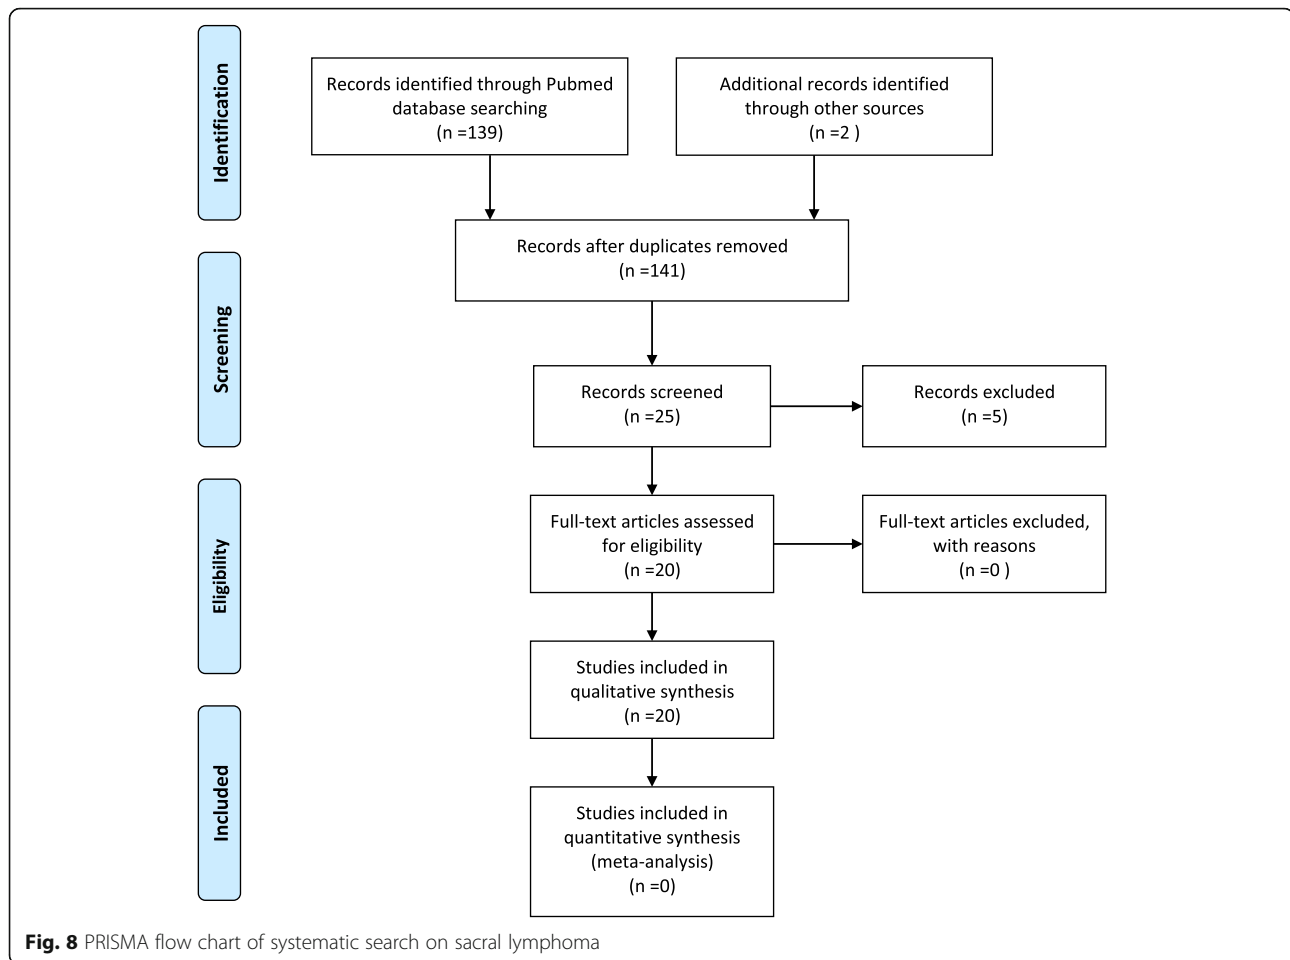 Identification
Records identified through Pubmed
database searching
(n =139)
Additional records identified
through other sources
(n =2 )
Records after duplicates removed
(n =141)
Screening
Records screened
(n =25)
Records excluded
(n =5)
Eligibility
Full-text articles assessed
for eligibility
(n =20)
Full-text articles excluded,
with reasons
(n =0 )
Studies included in
qualitative synthesis
(n =20)
Included
Studies included in
quantitative synthesis
(meta-analysis)
(n =0)
Fig. 8 PRISMA flow chart of systematic search on sacral lymphoma